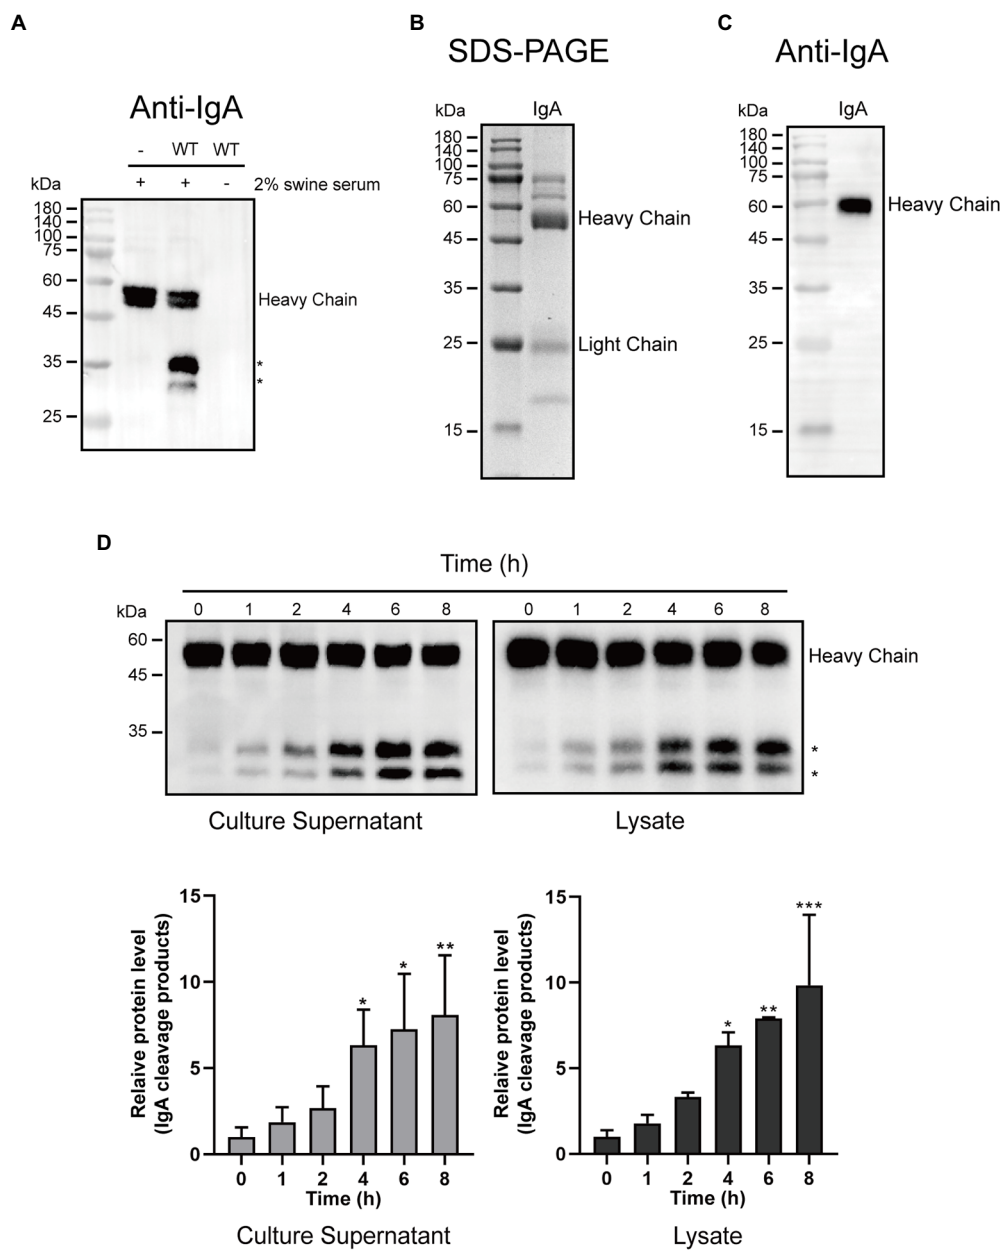 A
Anti-IgA
- WT WT
kDa + + - 2% swine serum
180
140
100
75
60
Heavy Chain
45
35 *
*
25
B
SDS-PAGE
kDa IgA
180
140
100
75
60
Heavy Chain
45
35
25 Light Chain
15
C
Anti-IgA
kDa IgA
180
140
100
75
60 Heavy Chain
45
35
25
15
D
Time (h)
kDa 0 1 2 4 6 8 0 1 2 4 6 8
60
Heavy Chain
45
35
*
*
Culture Supernatant Lysate
Relaive protein level
(IgA cleavage products)
15
10
5
0
* * **
0 1 2 4 6 8
Time (h)
Culture Supernatant
Relaive protein level
(IgA cleavage products)
15
10
5
0
* ** ***
0 1 2 4 6 8
Time (h)
Lysate